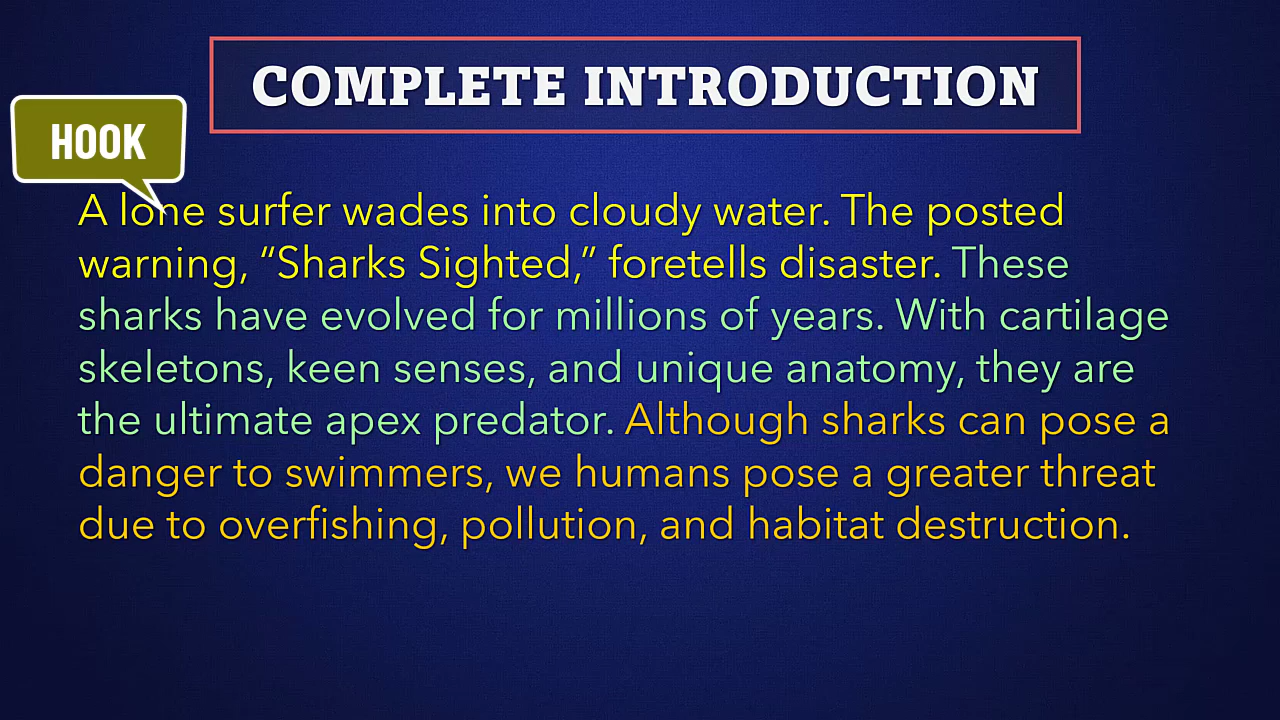 COMPLETE INTRODUCTION
HOOK
A lone surfer wades into cloudy water. The posted
warning, “Sharks Sighted,” foretells disaster. These
sharks have evolved for millions of years. With cartilage
skeletons, keen senses, and unique anatomy, they are
the ultimate apex predator. Although sharks can pose a
danger to swimmers, we humans pose a greater threat
due to overfishing, pollution, and habitat destruction.